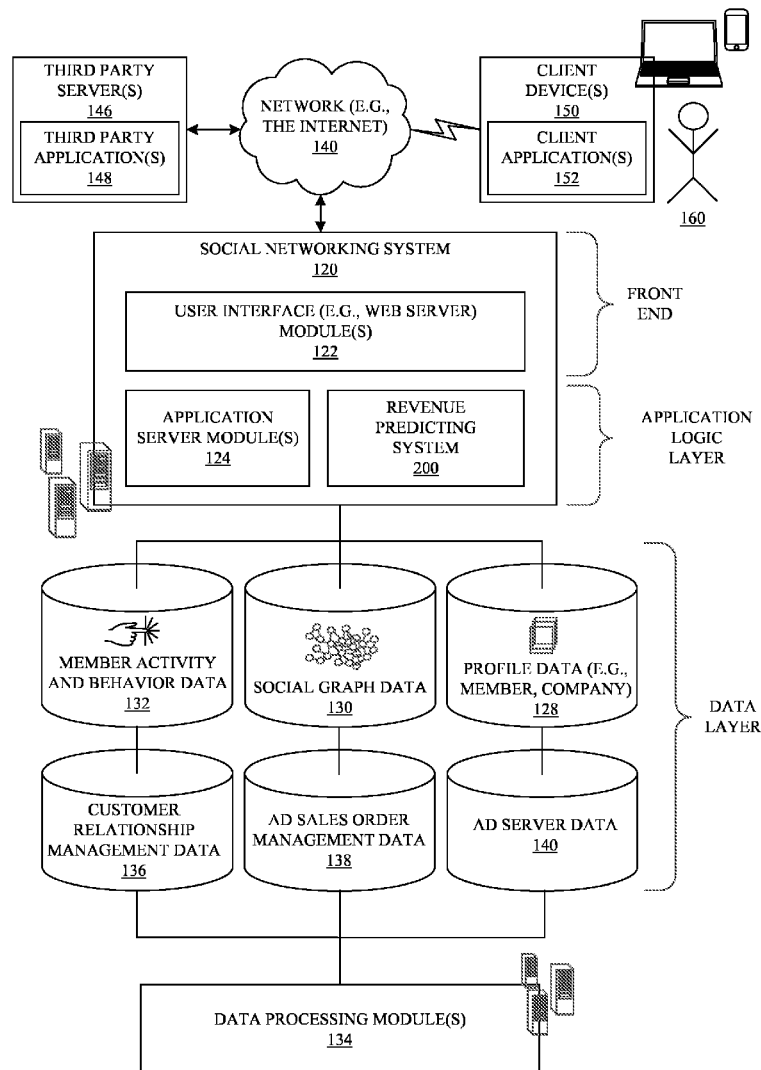 THIRD PARTY
SERVER(S)
146
THIRD PARTY
APPLICATION(S)
148
NETWORK (E.G.,
THE INTERNET)
140
CLIENT
DEVICE(S)
150
CLIENT
APPLICATION(S)
152
160
SOCIAL NETWORKING SYSTEM
120
USER INTERFACE (E.G., WEB SERVER)
MODULE(S)
122
FRONT
END
APPLICATION
SERVER MODULE(S)
124
REVENUE
PREDICTING
SYSTEM
200
APPLICATION
LOGIC
LAYER
MEMBER ACTIVITY
AND BEHAVIOR DATA
132
SOCIAL GRAPH DATA
130
PROFILE DATA (E.G.,
MEMBER, COMPANY)
128
DATA
LAYER
CUSTOMER
RELATIONSHIP
MANAGEMENT DATA
136
AD SALES ORDER
MANAGEMENT DATA
138
AD SERVER DATA
140
DATA PROCESSING MODULE(S)
134